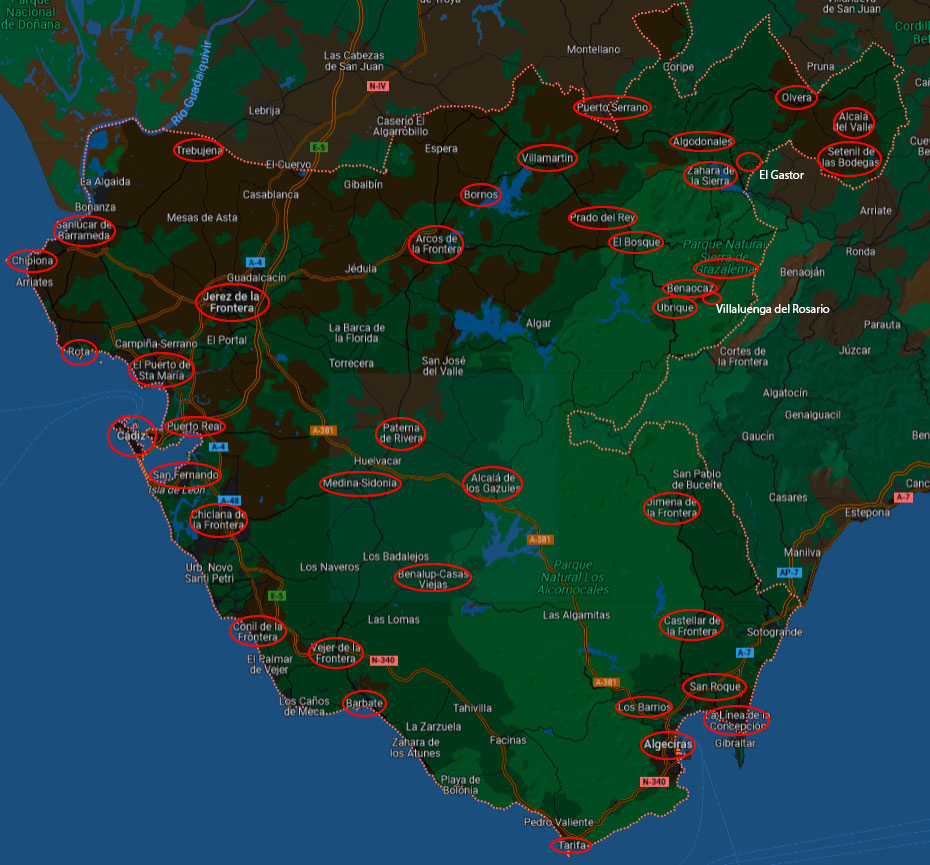 Parque
Nacional
de Doñana
de Troya
Villanueva
de San Juan
Cordill
Bét
Montellano
Las Cabezas
de San Juan
Coripe
Pruna
N-IV
Río Guadalquivir
Olvera
Puerto Serrano
Lebrija
Caserío El
Algarrobillo
Alcalá
del Valle
E-5
Algodonales
Trebujena
Espera
Villamartin
Setenil de
las Bodegas
El Cuervo
Zahara de
la Sierra
El Gastor
La Algaida
Gibalbín
Casablanca
Bornos
Bonanza
Mesas de Asta
Prado del Rey
Arriate
Sanlúcar de
Barrameda
Arcos de
la Frontera
El Bosque
Parque Natural
Sierra de
Grazalema
Ronda
Chipiona
A-4
Jédula
Benaoján
Arriates
Guadalcacín
Benaocaz
Jerez de la
Frontera
Ubrique
Villaluenga del Rosario
Algar
Parauta
La Barca de
la Florida
Rota
Campiña-Serrano
El Portal
Cortes de
la Frontera
Júzcar
El Puerto de
Sta María
Torrecera
San José
del Valle
Algatocín
Genalguacil
Puerto Real
A-381
Paterna
de Rivera
Cádiz
Gaucín
A-4
Huelvacar
San Fernando
Isla de León
Medina-Sidonia
Alcalá de
los Gazules
San Pablo
de Buceite
A-48
Casares
A-7
Jimena de
la Frontera
Estepona
Chiclana de
la Frontera
A-381
Manilva
Los Badalejos
Urb. Novo
Santi Petri
Los Naveros
Benalup-Casas
Viejas
Parque
Natural Los
Alcornocales
AP-7
E-5
Las Lomas
Las Algamitas
Conil de la
Frontera
Castellar de
la Frontera
Sotogrande
Vejer de la
Frontera
A-7
El Palmar
de Vejer
N-340
A-381
San Roque
Los Caños
de Meca
Barbate
Tahivilla
Los Barrios
La Línea de la
Concepción
La Zarzuela
Zahara de
los Atunes
Facinas
Algeciras
Gibraltar
Playa de
Bolonia
N-340
Pedro Valiente
Tarifa